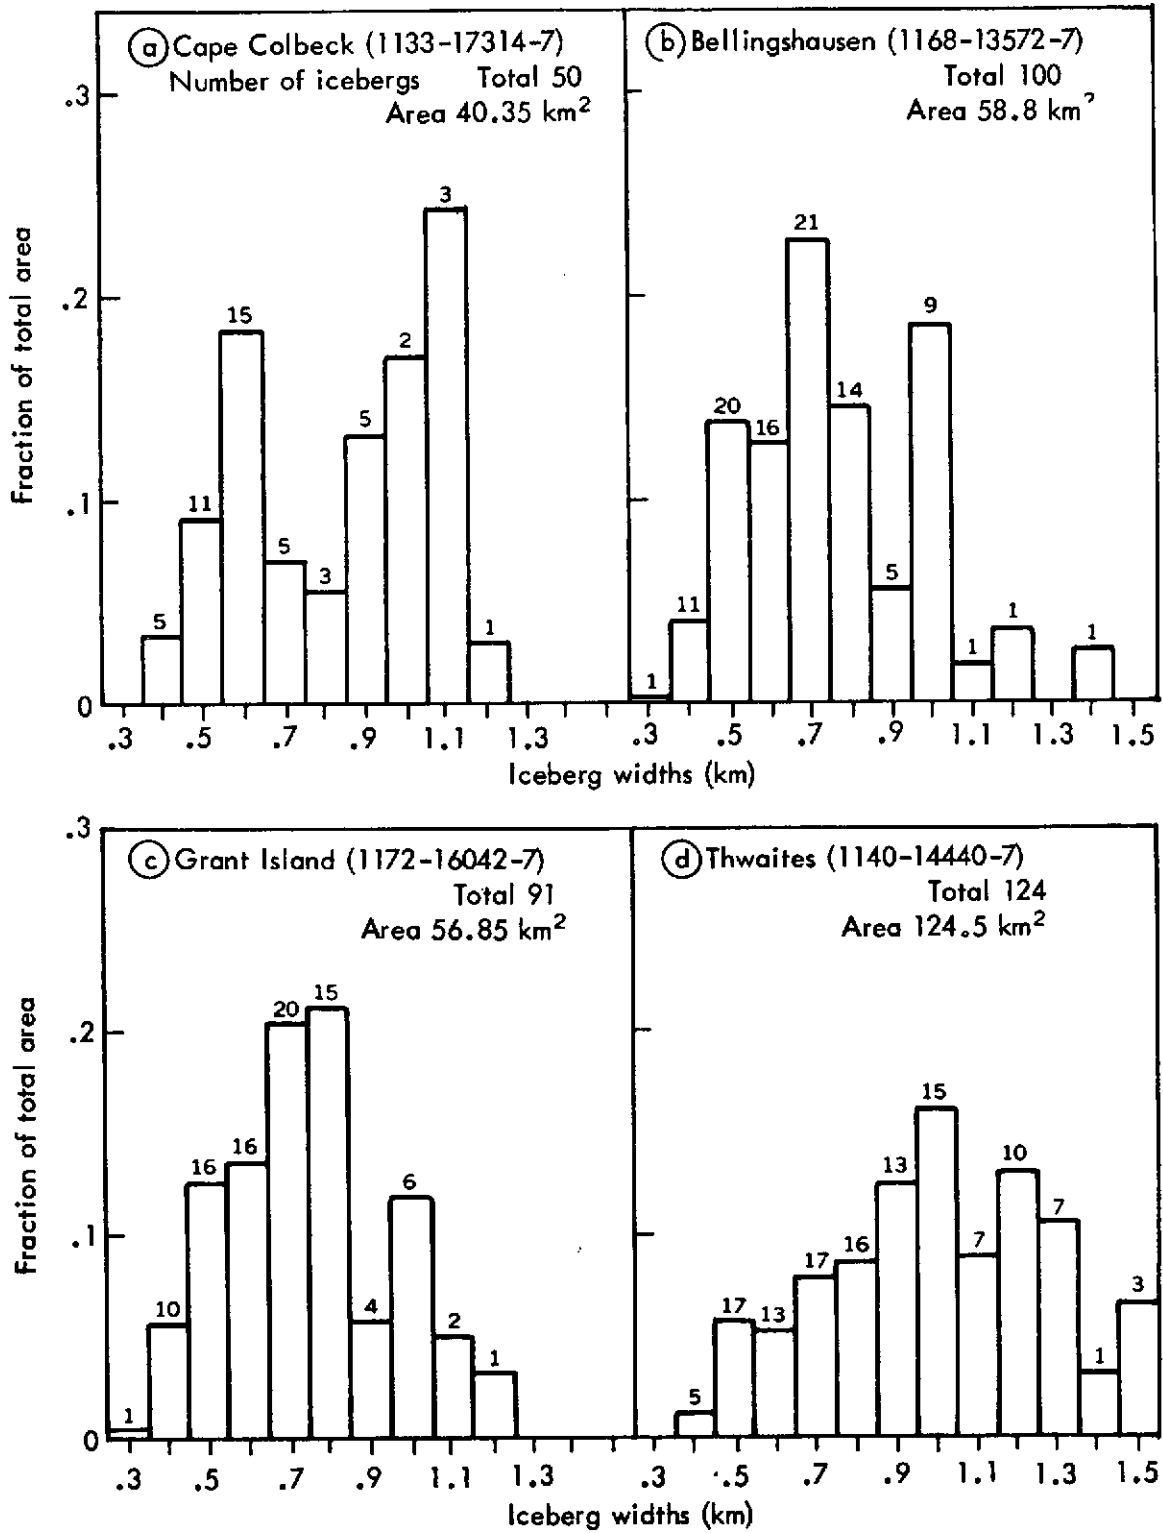 ⓐ Cape Colbeck (1133-17314-7)
Number of icebergs Total 50
Area 40.35 km²
.3
.2
.1
0
Fraction of total area
5
11
15
5
3
5
2
3
1
.3 .5 .7 .9 1.1 1.3
ⓑ Bellingshausen (1168-13572-7)
Total 100
Area 58.8 km²
1
11
20
16
21
14
5
9
1
1
1
.3 .5 .7 .9 1.1 1.3 1.5
Iceberg widths (km)
ⓒ Grant Island (1172-16042-7)
Total 91
Area 56.85 km²
.3
.2
.1
0
Fraction of total area
1
10
16
16
20
15
4
6
2
1
.3 .5 .7 .9 1.1 1.3
ⓓ Thwaites (1140-14440-7)
Total 124
Area 124.5 km²
5
17
13
17
16
13
15
7
10
7
1
3
.3 .5 .7 .9 1.1 1.3 1.5
Iceberg widths (km)